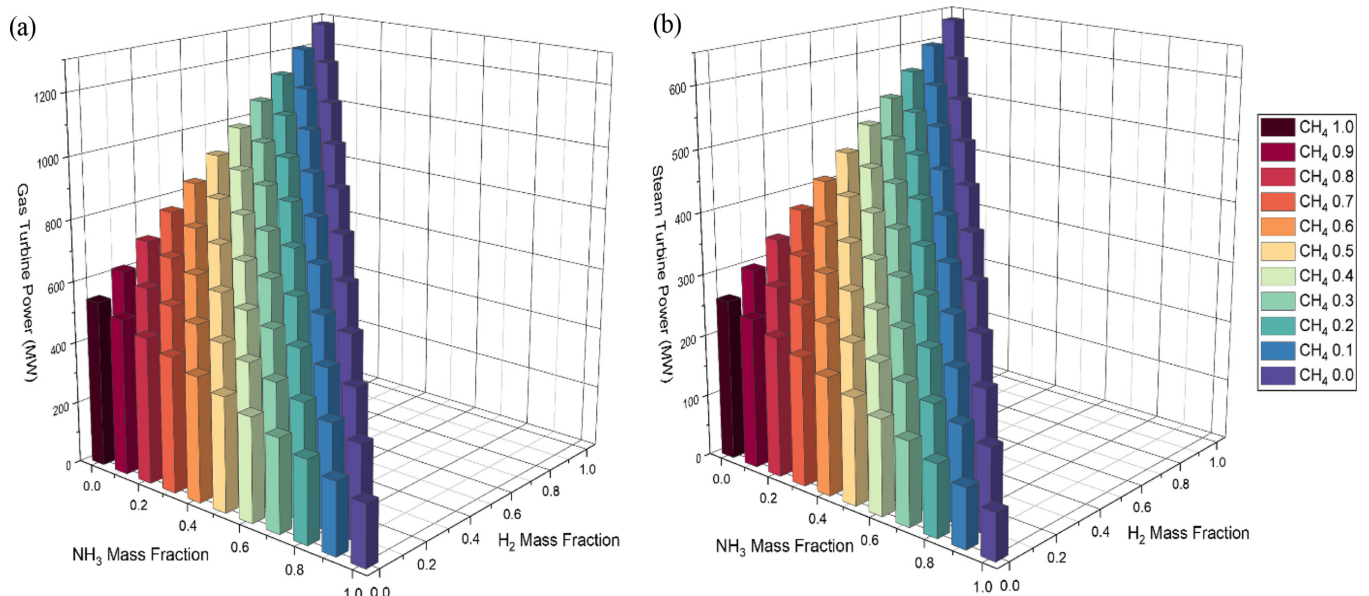 (a)
Gas Turbine Power (MW)
1200
1000
800
600
400
200
0
0.0
0.2
0.4
0.6
0.8
1.0
NH₃ Mass Fraction
0.0
0.2
0.4
0.6
0.8
1.0
H₂ Mass Fraction
(b)
Steam Turbine Power (MW)
600
500
400
300
200
100
0
0.0
0.2
0.4
0.6
0.8
1.0
NH₃ Mass Fraction
0.0
0.2
0.4
0.6
0.8
1.0
H₂ Mass Fraction
CH₄ 1.0
CH₄ 0.9
CH₄ 0.8
CH₄ 0.7
CH₄ 0.6
CH₄ 0.5
CH₄ 0.4
CH₄ 0.3
CH₄ 0.2
CH₄ 0.1
CH₄ 0.0